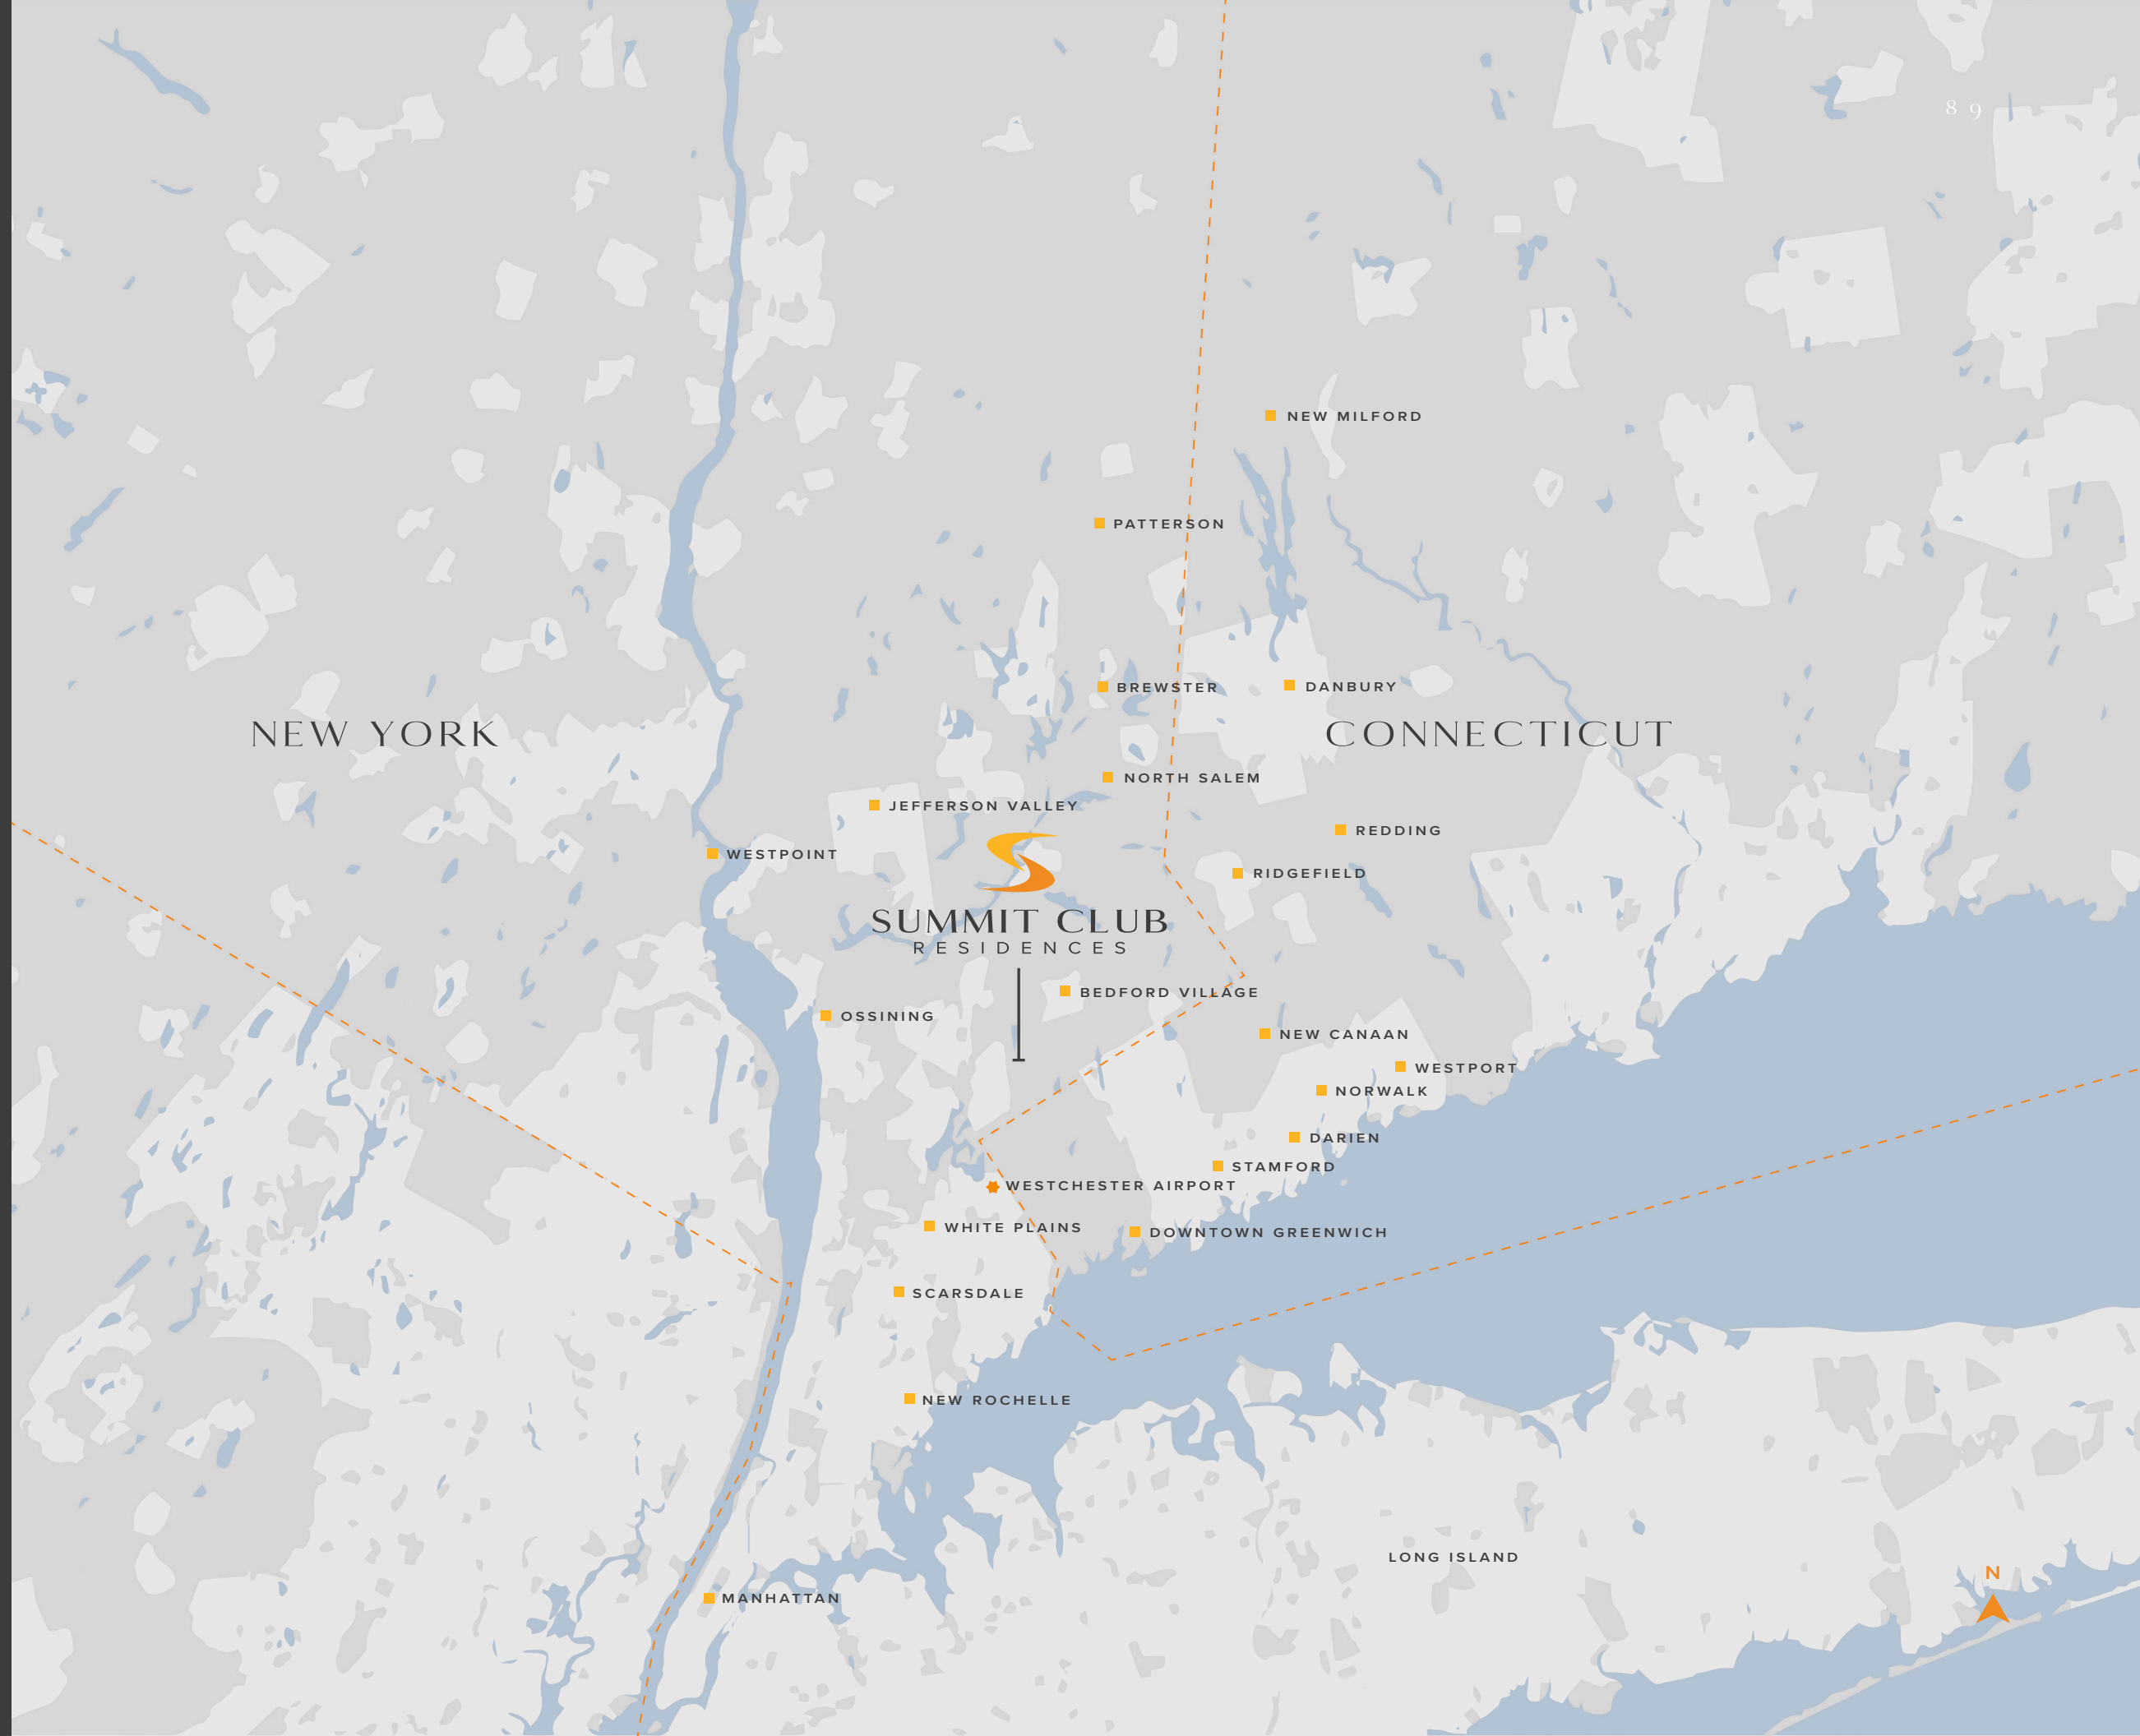 8 9
NEW MILFORD
PATTERSON
BREWSTER
DANBURY
NEW YORK
CONNECTICUT
NORTH SALEM
JEFFERSON VALLEY
REDDING
WESTPOINT
RIDGEFIELD
SUMMIT CLUB
RESIDENCES
BEDFORD VILLAGE
OSSINING
NEW CANAAN
WESTPORT
NORWALK
DARIEN
STAMFORD
WESTCHESTER AIRPORT
WHITE PLAINS
DOWNTOWN GREENWICH
SCARSDALE
NEW ROCHELLE
LONG ISLAND
N
MANHATTAN